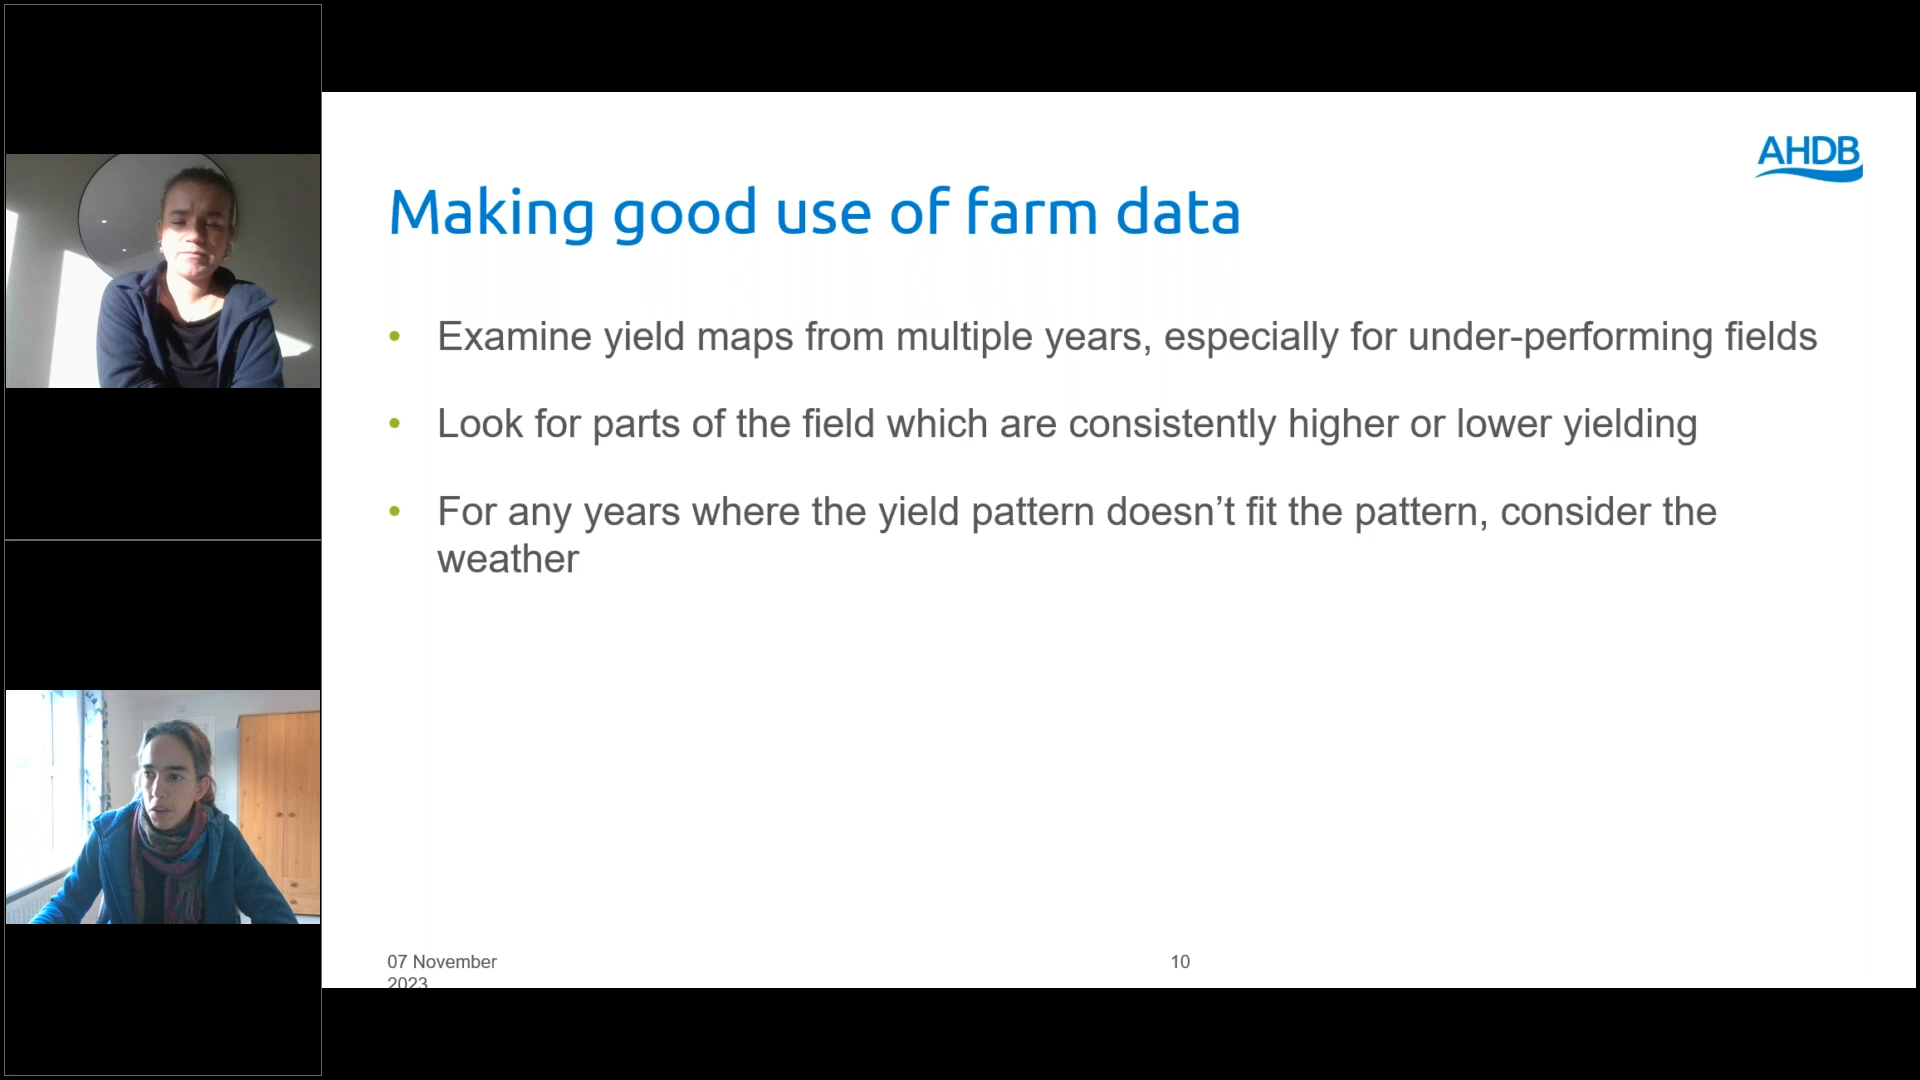 AHDB
Making good use of farm data
• Examine yield maps from multiple years, especially for under-performing fields
• Look for parts of the field which are consistently higher or lower yielding
• For any years where the yield pattern doesn’t fit the pattern, consider the
weather
07 November
2023
10